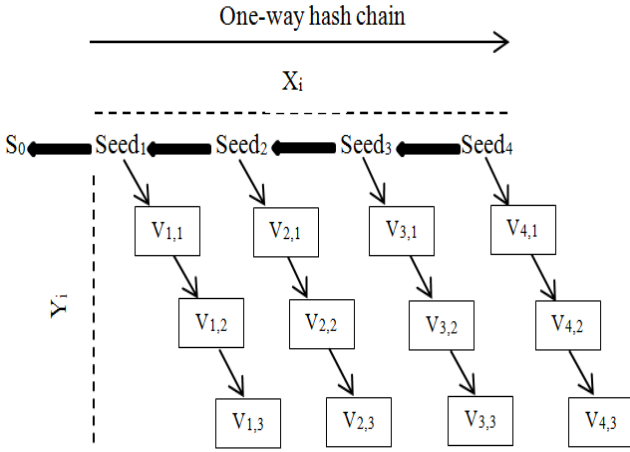 One-way hash chain
Xi
S0 Seed1 Seed2 Seed3 Seed4
V1,1 V2,1 V3,1 V4,1
Yi
V1,2 V2,2 V3,2 V4,2
V1,3 V2,3 V3,3 V4,3